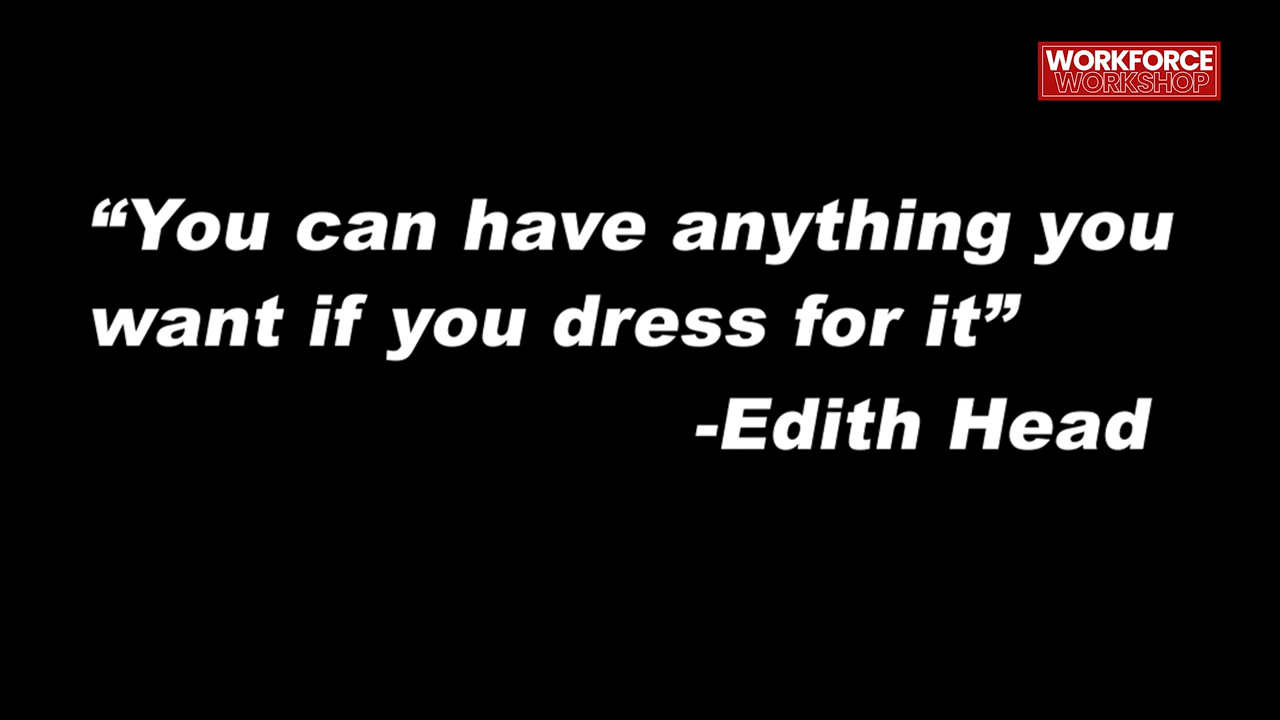 WORKFORCE
WORKSHOP
“You can have anything you
want if you dress for it”
-Edith Head